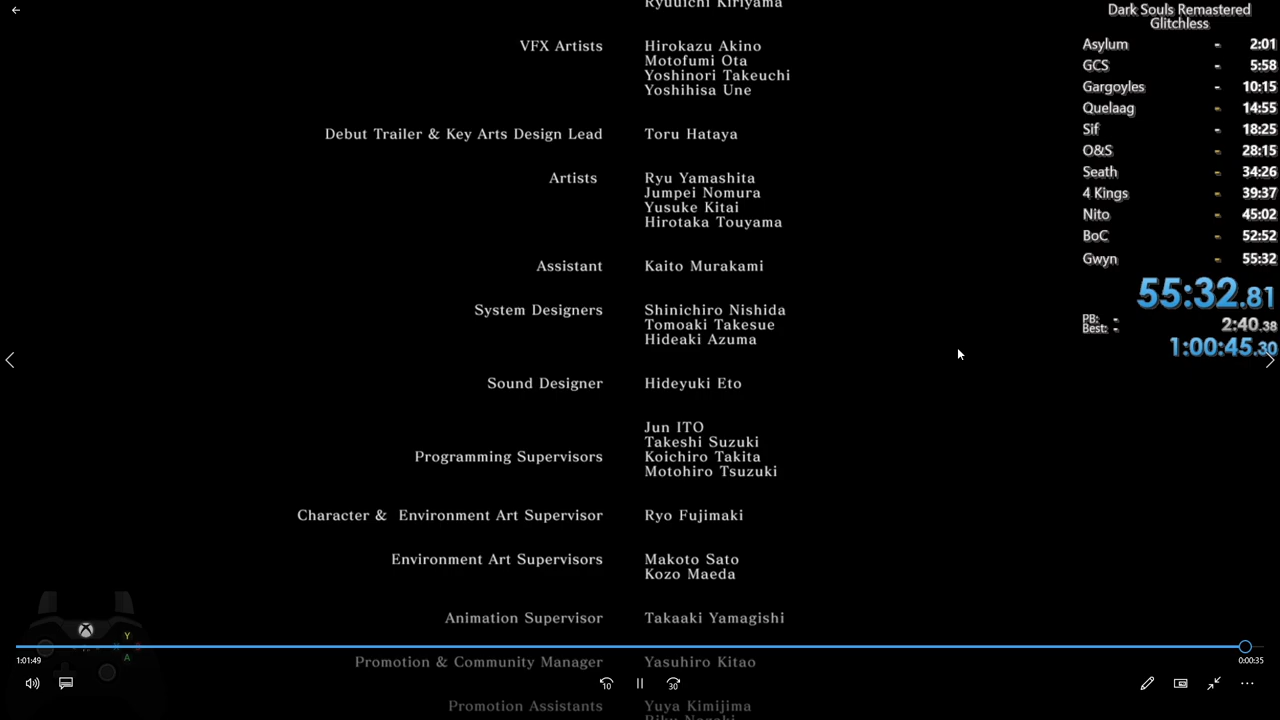 Ryuuichi Kiriyama
VFX Artists Hirokazu Akino
Motofumi Ota
Yoshinori Takeuchi
Yoshihisa Une
Debut Trailer & Key Arts Design Lead Toru Hataya
Artists Ryu Yamashita
Jumpei Nomura
Yusuke Kitai
Hirotaka Touyama
Assistant Kaito Murakami
System Designers Shinichiro Nishida
Tomoaki Takesue
Hideaki Azuma
Sound Designer Hideyuki Eto
Jun ITO
Takeshi Suzuki
Programming Supervisors Koichiro Takita
Motohiro Tsuzuki
Character & Environment Art Supervisor Ryo Fujimaki
Environment Art Supervisors Makoto Sato
Kozo Maeda
Animation Supervisor Takaaki Yamagishi
Promotion & Community Manager Yasuhiro Kitao
Promotion Assistants Yuya Kimijima
Dark Souls Remastered
Glitchless
Asylum - 2:01
GCS - 5:58
Gargoyles - 10:15
Quelaag - 14:55
Sif - 18:25
O&S - 28:15
Seath - 34:26
4 Kings - 39:37
Nito - 45:02
BoC - 52:52
Gwyn - 55:32
55:32.81
PB: - 2:40.38
Best: -
1:00:45.30
Y
A
1:01:49
0:00:35
10
30